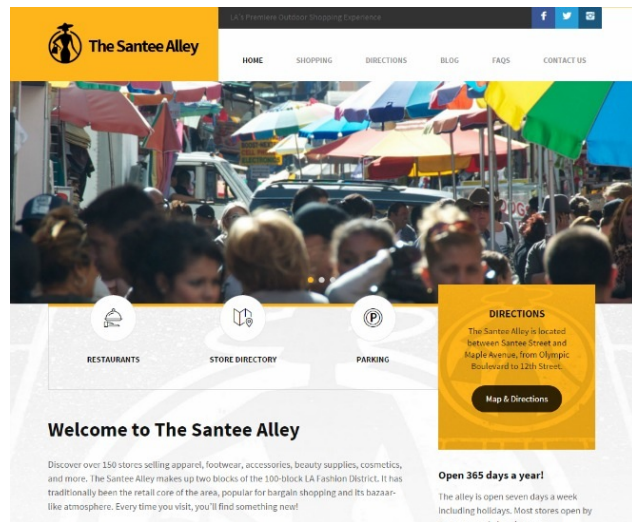 LA's Premiere Outdoor Shopping Experience
The Santee Alley
HOME SHOPPING DIRECTIONS BLOG FAQS CONTACT US
RESTAURANTS STORE DIRECTORY PARKING
DIRECTIONS
The Santee Alley is located
between Santee Street and
Maple Avenue, from Olympic
Boulevard to 12th Street.
Map & Directions
Welcome to The Santee Alley
Discover over 150 stores selling apparel, footwear, accessories, beauty supplies, cosmetics,
and more. The Santee Alley makes up two blocks of the 100-block LA Fashion District. It has
traditionally been the retail core of the area, popular for bargain shopping and its bazaar-
like atmosphere. Every time you visit, you'll find something new!
Open 365 days a year!
The alley is open seven days a week
including holidays. Most stores open by